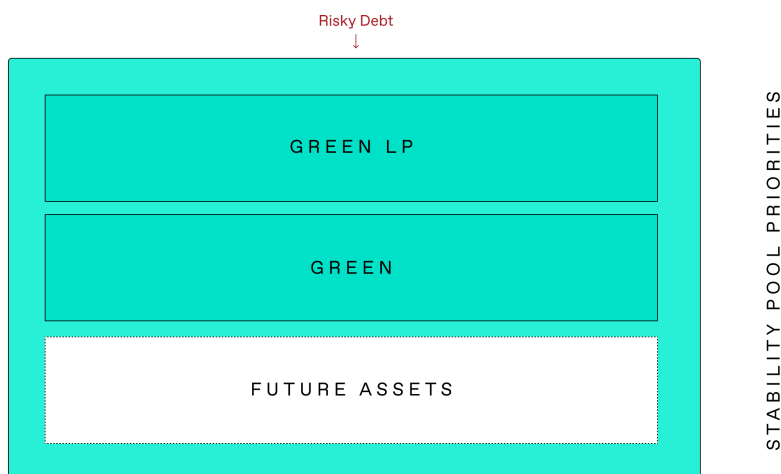 Risky Debt
↓
GREEN LP
GREEN
FUTURE ASSETS
STABILITY POOL PRIORITIES